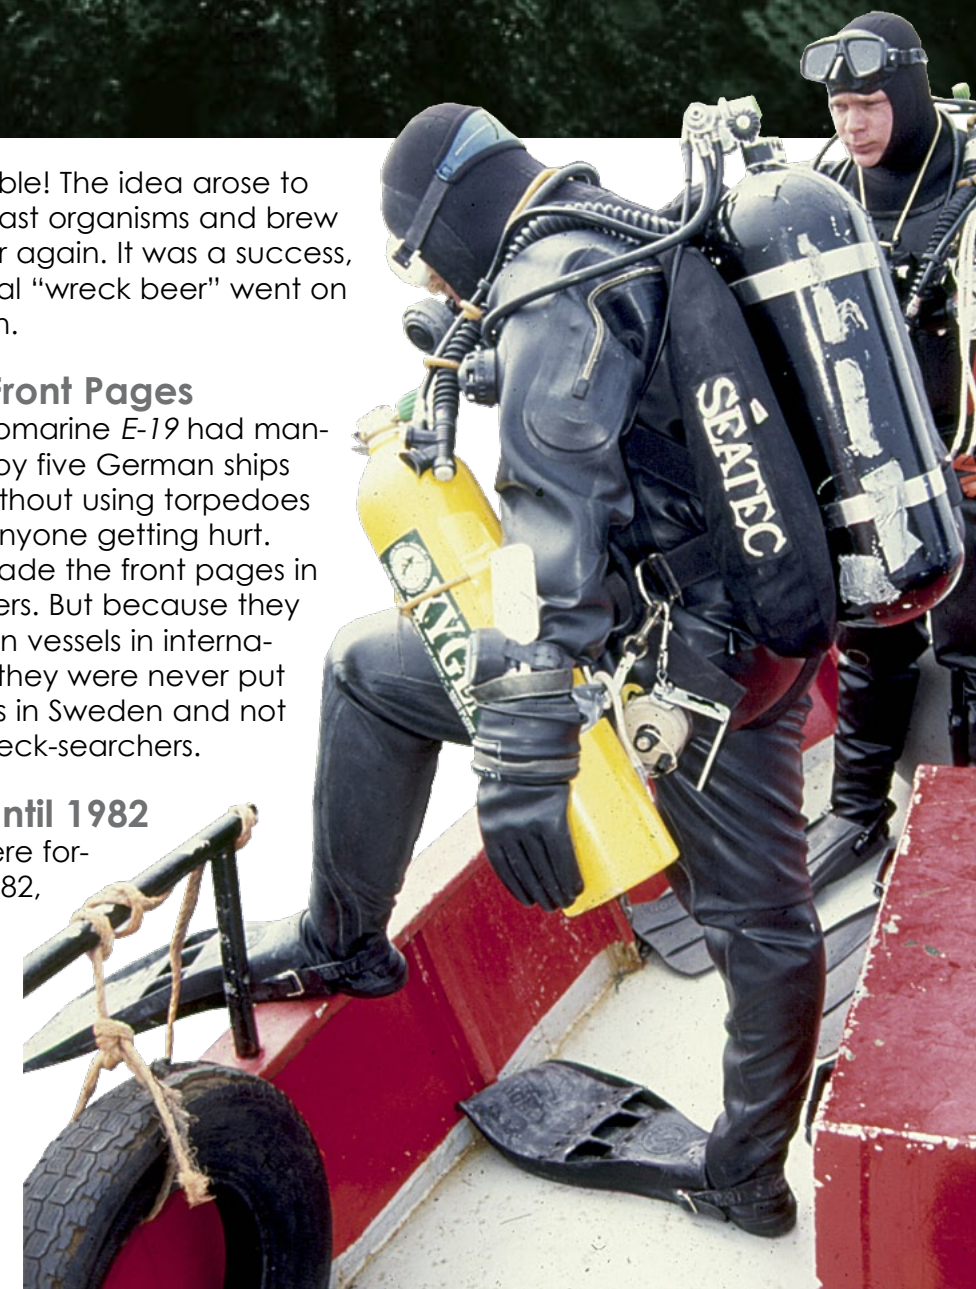 ble! The idea arose to
ast organisms and brew
r again. It was a success,
al “wreck beer” went on
n.
Front Pages
bmarine E-19 had man-
oy five German ships
ithout using torpedoes
nyone getting hurt.
ade the front pages in
ers. But because they
n vessels in interna-
they were never put
s in Sweden and not
eck-searchers.
ntil 1982
ere for-
82,
SEATEC
XYG